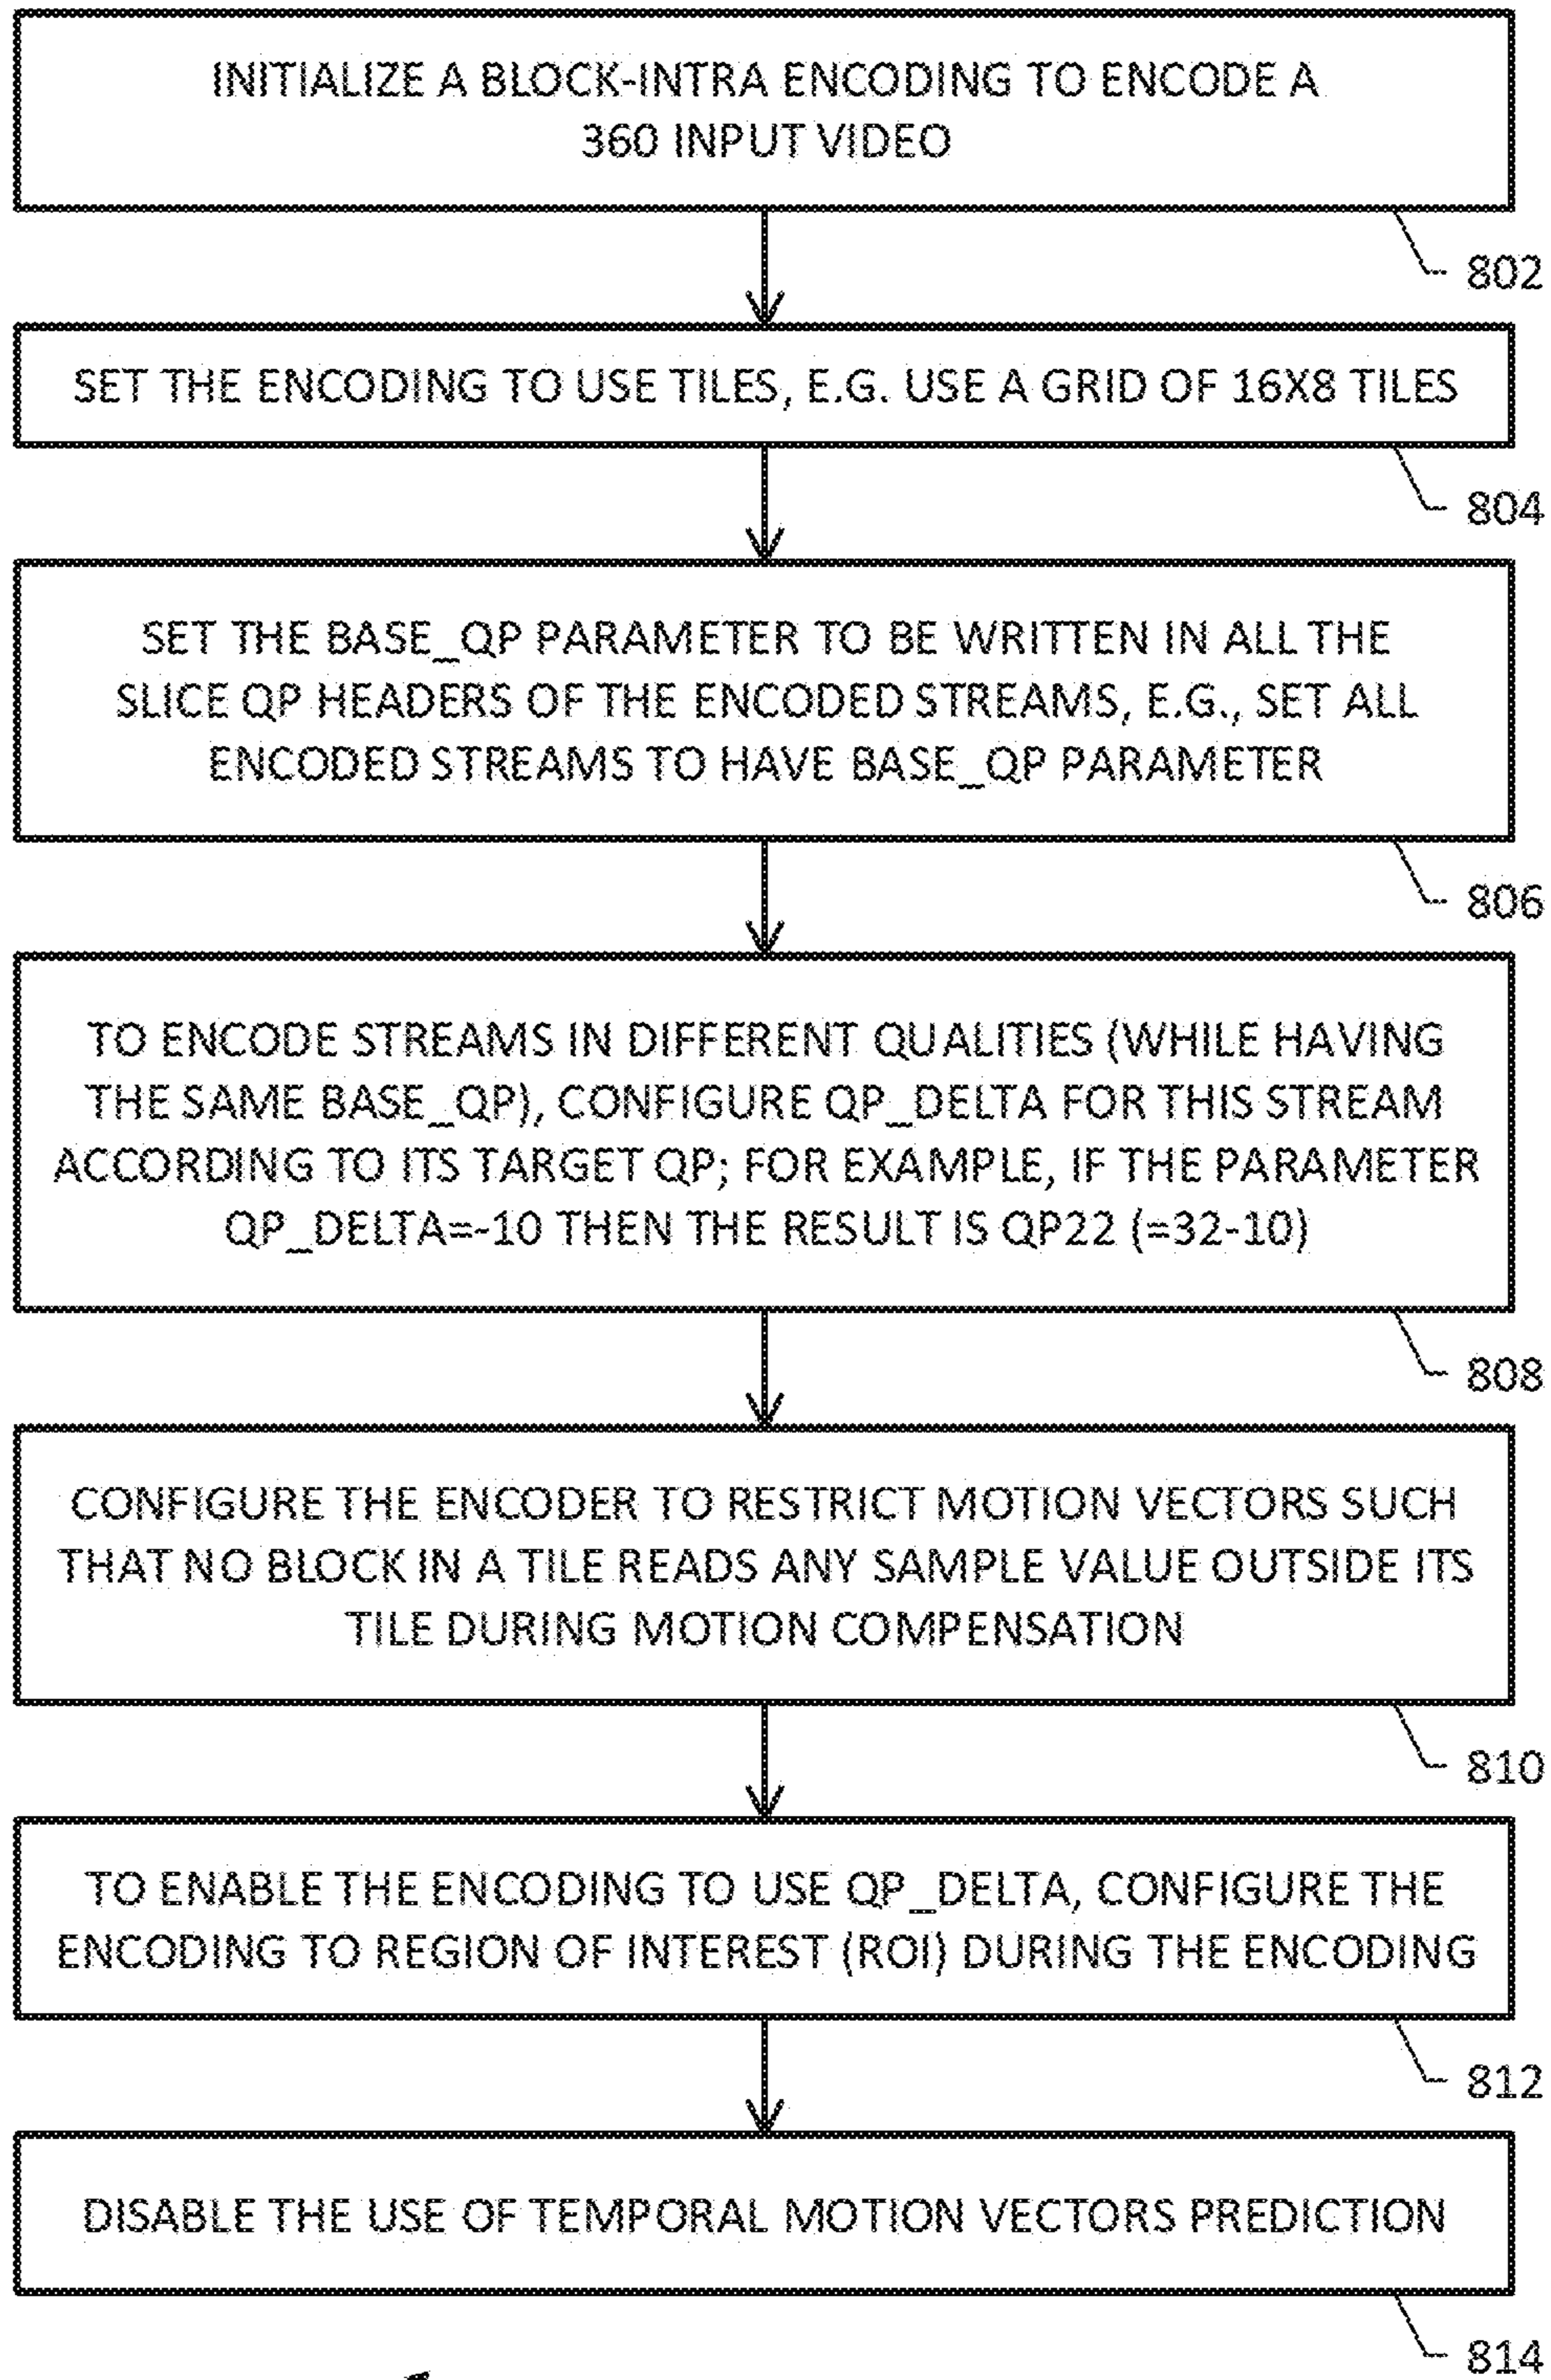 INITIALIZE A BLOCK-INTRA ENCODING TO ENCODE A
360 INPUT VIDEO
802
SET THE ENCODING TO USE TILES, E.G. USE A GRID OF 16X8 TILES
804
SET THE BASE_QP PARAMETER TO BE WRITTEN IN ALL THE
SLICE QP HEADERS OF THE ENCODED STREAMS, E.G., SET ALL
ENCODED STREAMS TO HAVE BASE_QP PARAMETER
806
TO ENCODE STREAMS IN DIFFERENT QUALITIES (WHILE HAVING
THE SAME BASE_QP), CONFIGURE QP_DELTA FOR THIS STREAM
ACCORDING TO ITS TARGET QP; FOR EXAMPLE, IF THE PARAMETER
QP_DELTA=-10 THEN THE RESULT IS QP22 (=32-10)
808
CONFIGURE THE ENCODER TO RESTRICT MOTION VECTORS SUCH
THAT NO BLOCK IN A TILE READS ANY SAMPLE VALUE OUTSIDE ITS
TILE DURING MOTION COMPENSATION
810
TO ENABLE THE ENCODING TO USE QP_DELTA, CONFIGURE THE
ENCODING TO REGION OF INTEREST (ROI) DURING THE ENCODING
812
DISABLE THE USE OF TEMPORAL MOTION VECTORS PREDICTION
814